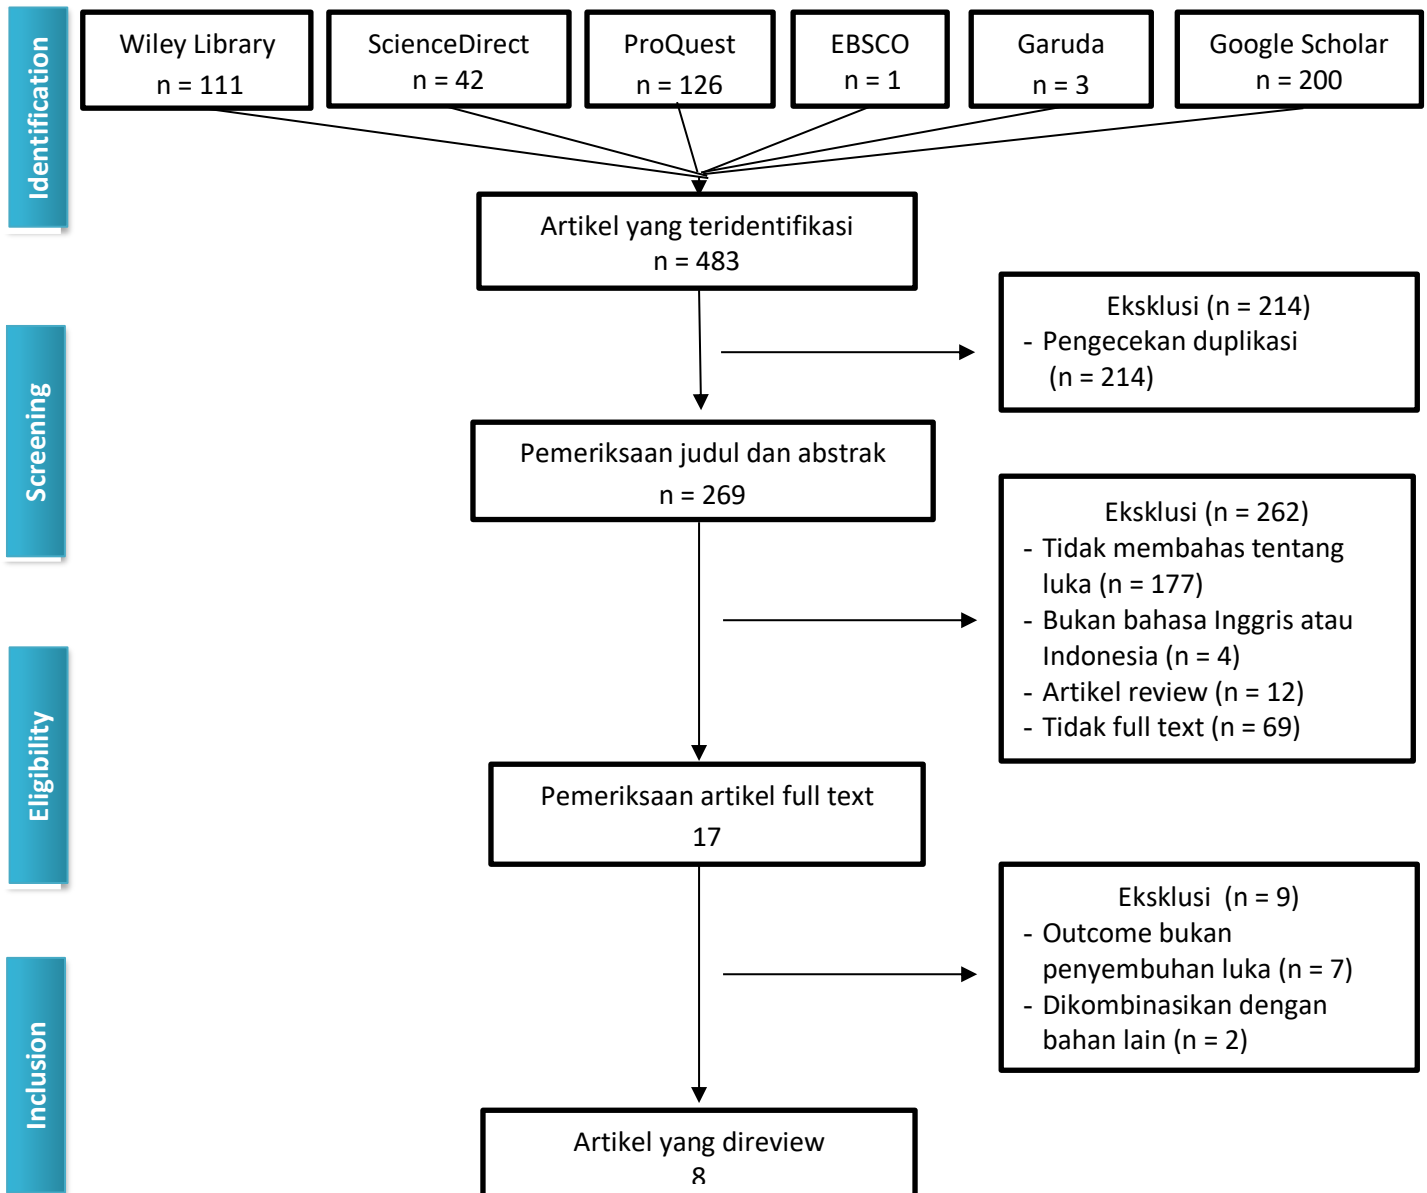 Identification
Wiley Library
n = 111
ScienceDirect
n = 42
ProQuest
n = 126
EBSCO
n = 1
Garuda
n = 3
Google Scholar
n = 200
Artikel yang teridentifikasi
n = 483
Eksklusi (n = 214)
- Pengecekan duplikasi
(n = 214)
Screening
Pemeriksaan judul dan abstrak
n = 269
Eksklusi (n = 262)
- Tidak membahas tentang
luka (n = 177)
- Bukan bahasa Inggris atau
Indonesia (n = 4)
- Artikel review (n = 12)
- Tidak full text (n = 69)
Eligibility
Pemeriksaan artikel full text
17
Eksklusi (n = 9)
- Outcome bukan
penyembuhan luka (n = 7)
- Dikombinasikan dengan
bahan lain (n = 2)
Inclusion
Artikel yang direview
8